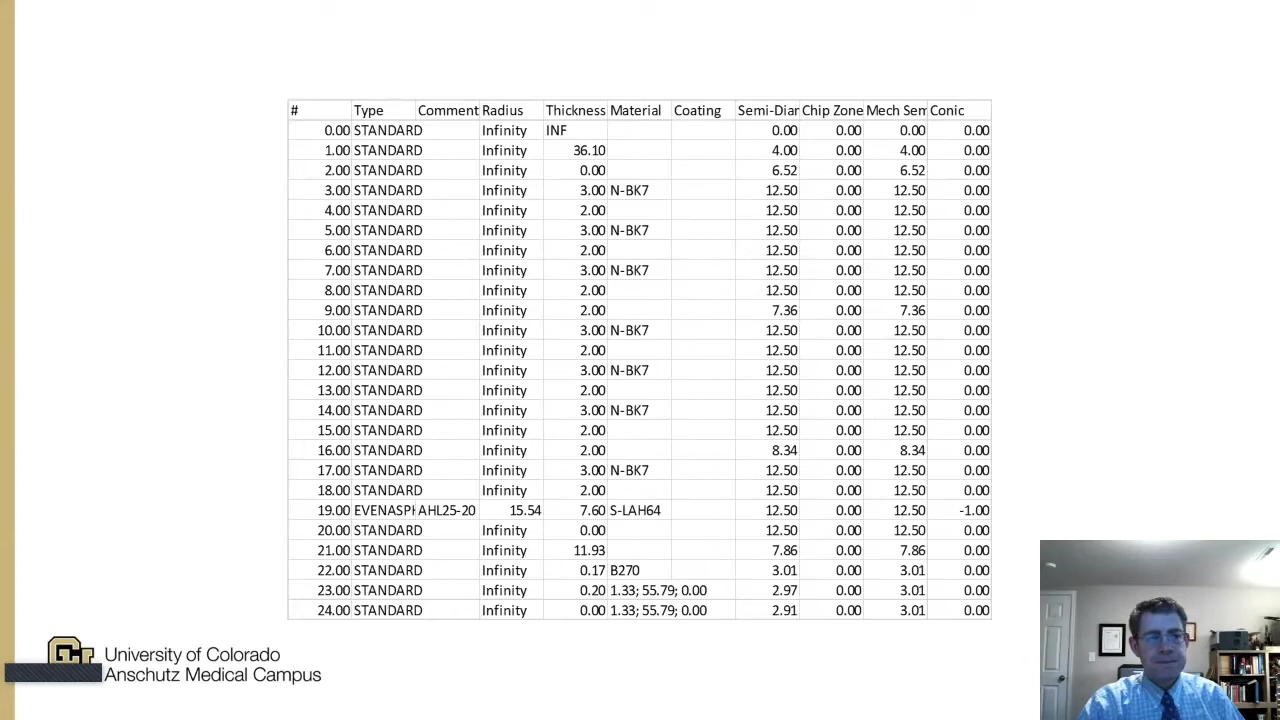 # Type Comment Radius Thickness Material Coating Semi-Diar Chip Zone Mech Sem Conic
0.00 STANDARD Infinity INF 0.00 0.00 0.00 0.00
1.00 STANDARD Infinity 36.10 4.00 0.00 4.00 0.00
2.00 STANDARD Infinity 0.00 6.52 0.00 6.52 0.00
3.00 STANDARD Infinity 3.00 N-BK7 12.50 0.00 12.50 0.00
4.00 STANDARD Infinity 2.00 12.50 0.00 12.50 0.00
5.00 STANDARD Infinity 3.00 N-BK7 12.50 0.00 12.50 0.00
6.00 STANDARD Infinity 2.00 12.50 0.00 12.50 0.00
7.00 STANDARD Infinity 3.00 N-BK7 12.50 0.00 12.50 0.00
8.00 STANDARD Infinity 2.00 12.50 0.00 12.50 0.00
9.00 STANDARD Infinity 2.00 7.36 0.00 7.36 0.00
10.00 STANDARD Infinity 3.00 N-BK7 12.50 0.00 12.50 0.00
11.00 STANDARD Infinity 2.00 12.50 0.00 12.50 0.00
12.00 STANDARD Infinity 3.00 N-BK7 12.50 0.00 12.50 0.00
13.00 STANDARD Infinity 2.00 12.50 0.00 12.50 0.00
14.00 STANDARD Infinity 3.00 N-BK7 12.50 0.00 12.50 0.00
15.00 STANDARD Infinity 2.00 12.50 0.00 12.50 0.00
16.00 STANDARD Infinity 2.00 8.34 0.00 8.34 0.00
17.00 STANDARD Infinity 3.00 N-BK7 12.50 0.00 12.50 0.00
18.00 STANDARD Infinity 2.00 12.50 0.00 12.50 0.00
19.00 EVENASPH AHL25-20 15.54 7.60 S-LAH64 12.50 0.00 12.50 -1.00
20.00 STANDARD Infinity 0.00 12.50 0.00 12.50 0.00
21.00 STANDARD Infinity 11.93 7.86 0.00 7.86 0.00
22.00 STANDARD Infinity 0.17 B270 3.01 0.00 3.01 0.00
23.00 STANDARD Infinity 0.20 1.33; 55.79; 0.00 2.97 0.00 3.01 0.00
24.00 STANDARD Infinity 0.00 1.33; 55.79; 0.00 2.91 0.00 3.01 0.00
CU
University of Colorado
Anschutz Medical Campus